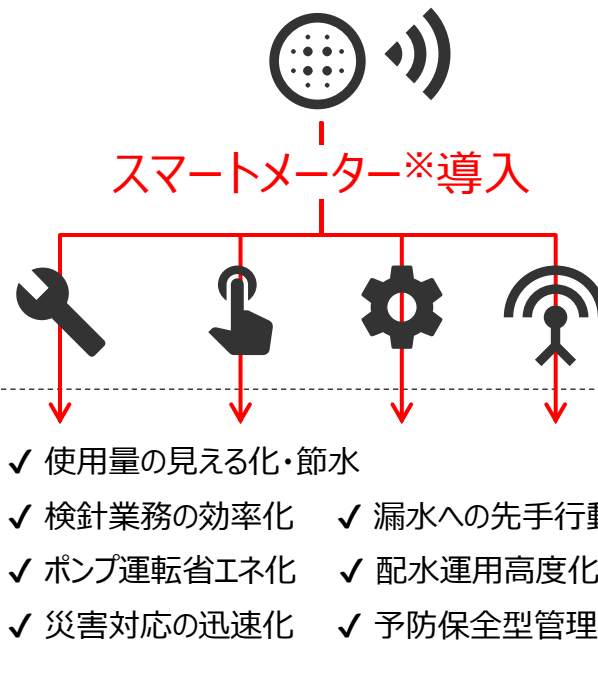 スマートメーター※導入
✓ 使用量の見える化・節水
✓ 検針業務の効率化 ✓ 漏水への先手行動
✓ ポンプ運転省エネ化 ✓ 配水運用高度化
✓ 災害対応の迅速化 ✓ 予防保全型管理